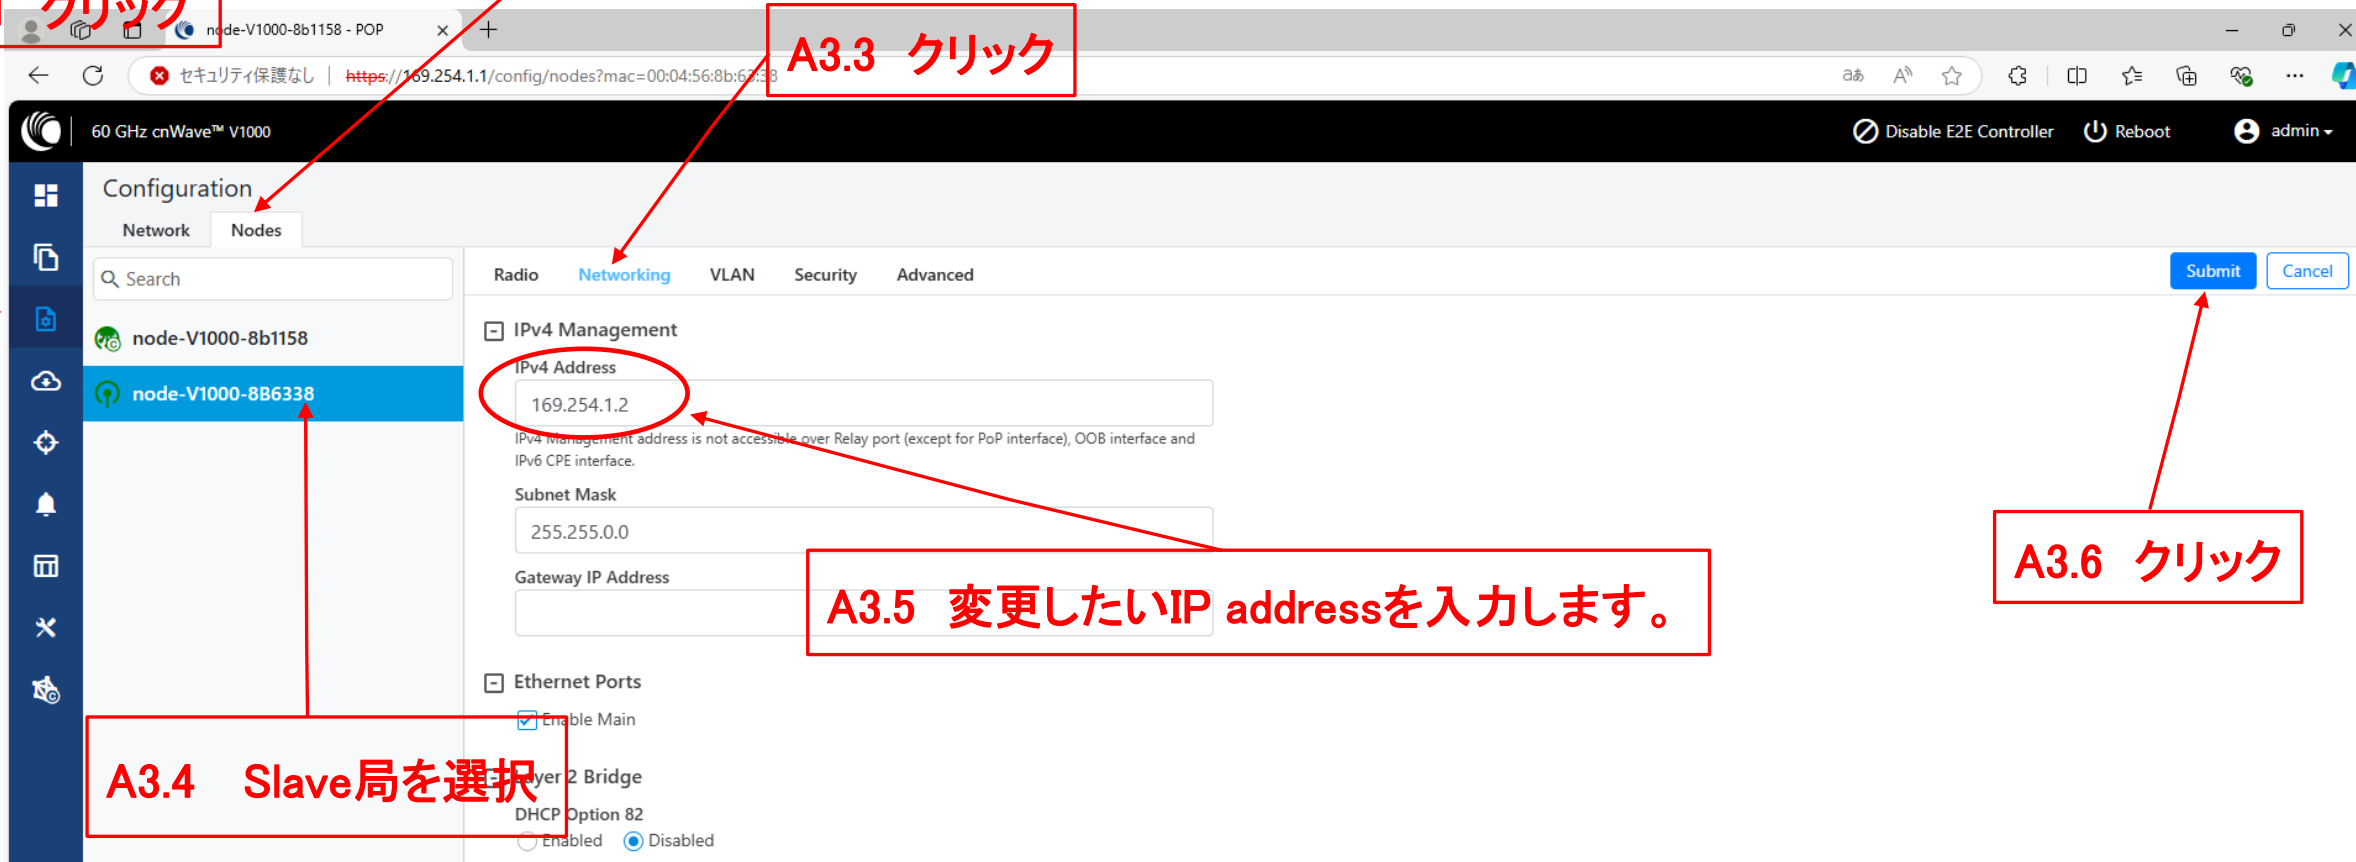 クリック
node-V1000-8b1158 - POP
A3.3 クリック
セキュリティ保護なし
https://169.254.1.1/config/nodes?mac=00:04:56:8b:63:38
60 GHz cnWave™ V1000
Disable E2E Controller
Reboot
admin
Configuration
Network
Nodes
Search
Radio
Networking
VLAN
Security
Advanced
Submit
Cancel
node-V1000-8b1158
node-V1000-8B6338
IPv4 Management
IPv4 Address
169.254.1.2
IPv4 Management address is not accessible over Relay port (except for PoP interface), OOB interface and
IPv6 CPE interface.
Subnet Mask
255.255.0.0
Gateway IP Address
A3.5 変更したいIP addressを入力します。
A3.6 クリック
Ethernet Ports
Enable Main
A3.4 Slave局を選択
Layer 2 Bridge
DHCP Option 82
Enabled
Disabled